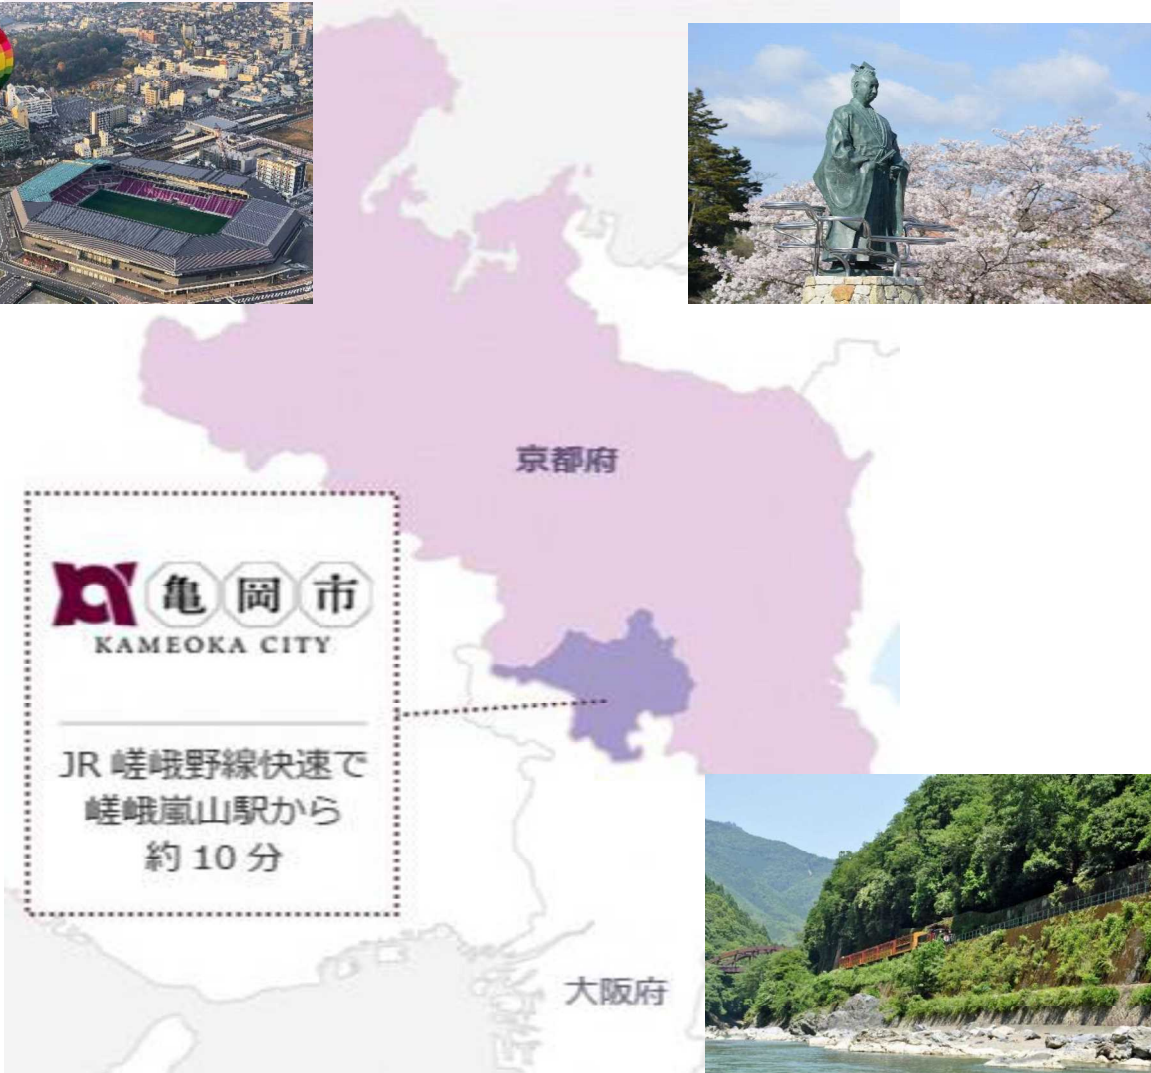 京都府
亀岡市
KAMEOKA CITY
JR 嵯峨野線快速で
嵯峨嵐山駅から
約 10 分
大阪府